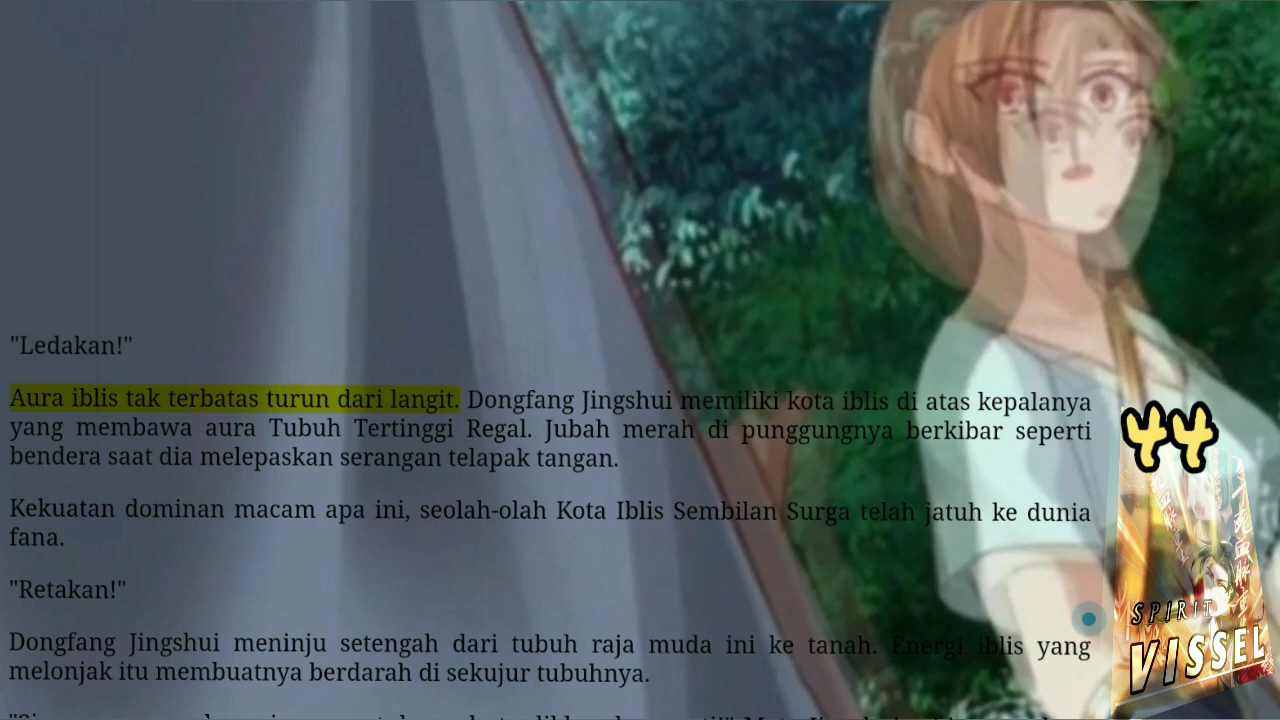 "Ledakan!"
Aura iblis tak terbatas turun dari langit. Dongfang Jingshui memiliki kota iblis di atas kepalanya
yang membawa aura Tubuh Tertinggi Regal. Jubah merah di punggungnya berkibar seperti
bendera saat dia melepaskan serangan telapak tangan.
Kekuatan dominan macam apa ini, seolah-olah Kota Iblis Sembilan Surga telah jatuh ke dunia
fana.
"Retakan!"
Dongfang Jingshui meninju setengah dari tubuh raja muda ini ke tanah. Energi iblis yang
melonjak itu membuatnya berdarah di sekujur tubuhnya.
44
SPIRIT
VISSEL